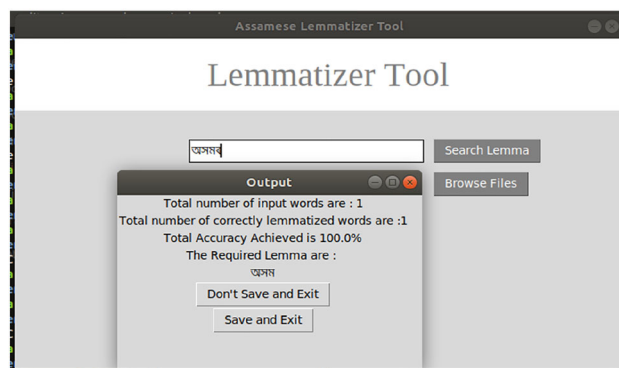 Assamese Lemmatizer Tool
Lemmatizer Tool
অসমৰ
Search Lemma
Browse Files
Output
Total number of input words are : 1
Total number of correctly lemmatized words are :1
Total Accuracy Achieved is 100.0%
The Required Lemma are :
অসম
Don't Save and Exit
Save and Exit